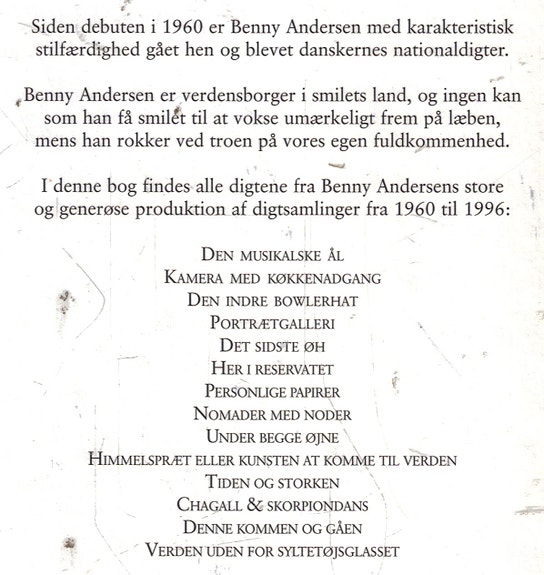 Siden debuten i 1960 er Benny Andersen med karakteristisk
stilfærdighed gået hen og blevet danskernes nationaldigter.
Benny Andersen er verdensborger i smilets land, og ingen kan
som han få smilet til at vokse umærkeligt frem på læben,
mens han rokker ved troen på vores egen fuldkommenhed.
I denne bog findes alle digtene fra Benny Andersens store
og generøse produktion af digtsamlinger fra 1960 til 1996:
DEN MUSIKALSKE ÅL
KAMERA MED KØKKENADGANG
DEN INDRE BOWLERHAT
PORTRÆTGALLERI
DET SIDSTE ØH
HER I RESERVATET
PERSONLIGE PAPIRER
NOMADER MED NODER
UNDER BEGGE ØJNE
HIMMELSPRÆT ELLER KUNSTEN AT KOMME TIL VERDEN
TIDEN OG STORKEN
CHAGALL & SKORPIONDANS
DENNE KOMMEN OG GÅEN
VERDEN UDEN FOR SYLTETØJSGLASSET